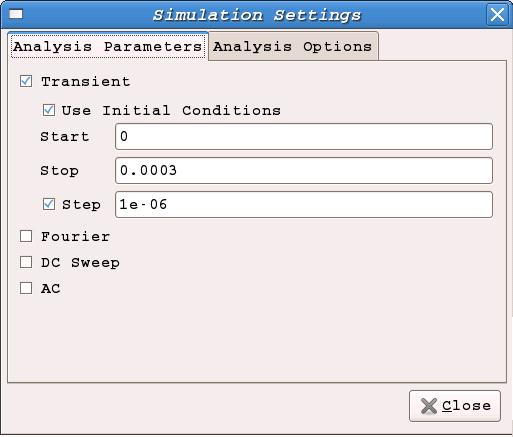 Simulation Settings
Analysis Parameters Analysis Options
Transient
Use Initial Conditions
Start 0
Stop 0.0003
Step 1e-06
Fourier
DC Sweep
AC
Close